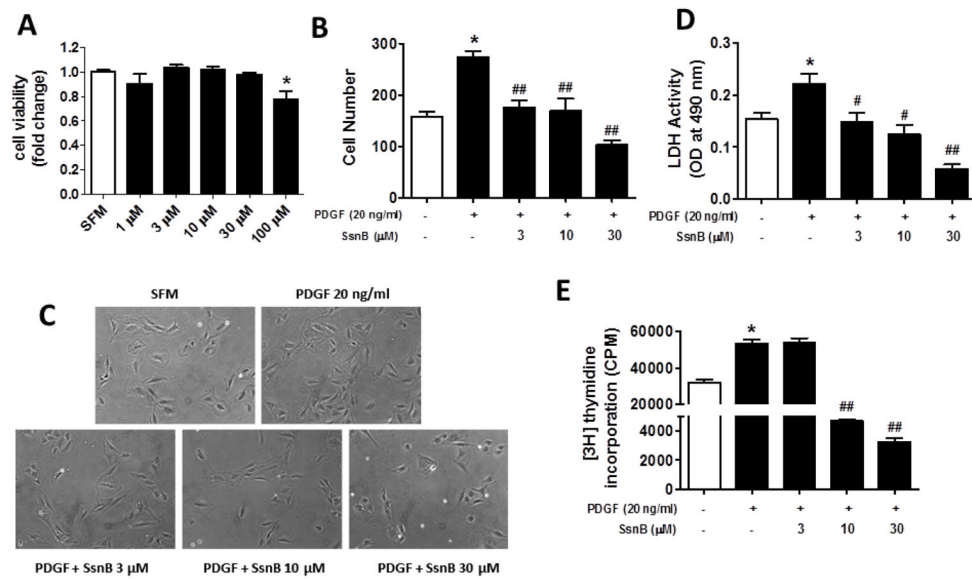 A
cell viability
(fold change)
1.2
1.0
0.8
0.6
0.4
0.2
0.0
*
SFM
1 µM
3 µM
10 µM
30 µM
100 µM
B
Cell Number
300
200
100
0
*
##
##
##
PDGF (20 ng/ml) - + + + +
SsnB (µM) - - 3 10 30
D
LDH Activity
(OD at 490 nm)
0.3
0.2
0.1
0.0
*
#
#
##
PDGF (20 ng/ml) - + + + +
SsnB (µM) - - 3 10 30
C
SFM
PDGF 20 ng/ml
PDGF + SsnB 3 µM
PDGF + SsnB 10 µM
PDGF + SsnB 30 µM
E
[3H] thymidine
incorporation (CPM)
60000
40000
20000
4000
2000
0
*
##
##
PDGF (20 ng/ml) - + + + +
SsnB (µM) - - 3 10 30